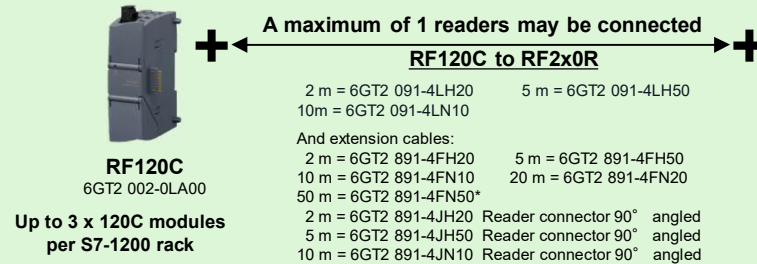 A maximum of 1 readers may be connected
RF120C to RF2x0R
2 m = 6GT2 091-4LH20 5 m = 6GT2 091-4LH50
10m= 6GT2 091-4LN10
And extension cables:
2 m = 6GT2 891-4FH20 5 m = 6GT2 891-4FH50
10 m = 6GT2 891-4FN10 20 m = 6GT2 891-4FN20
50 m = 6GT2 891-4FN50*
2 m = 6GT2 891-4JH20 Reader connector 90° angled
5 m = 6GT2 891-4JH50 Reader connector 90° angled
10 m = 6GT2 891-4JN10 Reader connector 90° angled
RF120C
6GT2 002-0LA00
Up to 3 x 120C modules
per S7-1200 rack